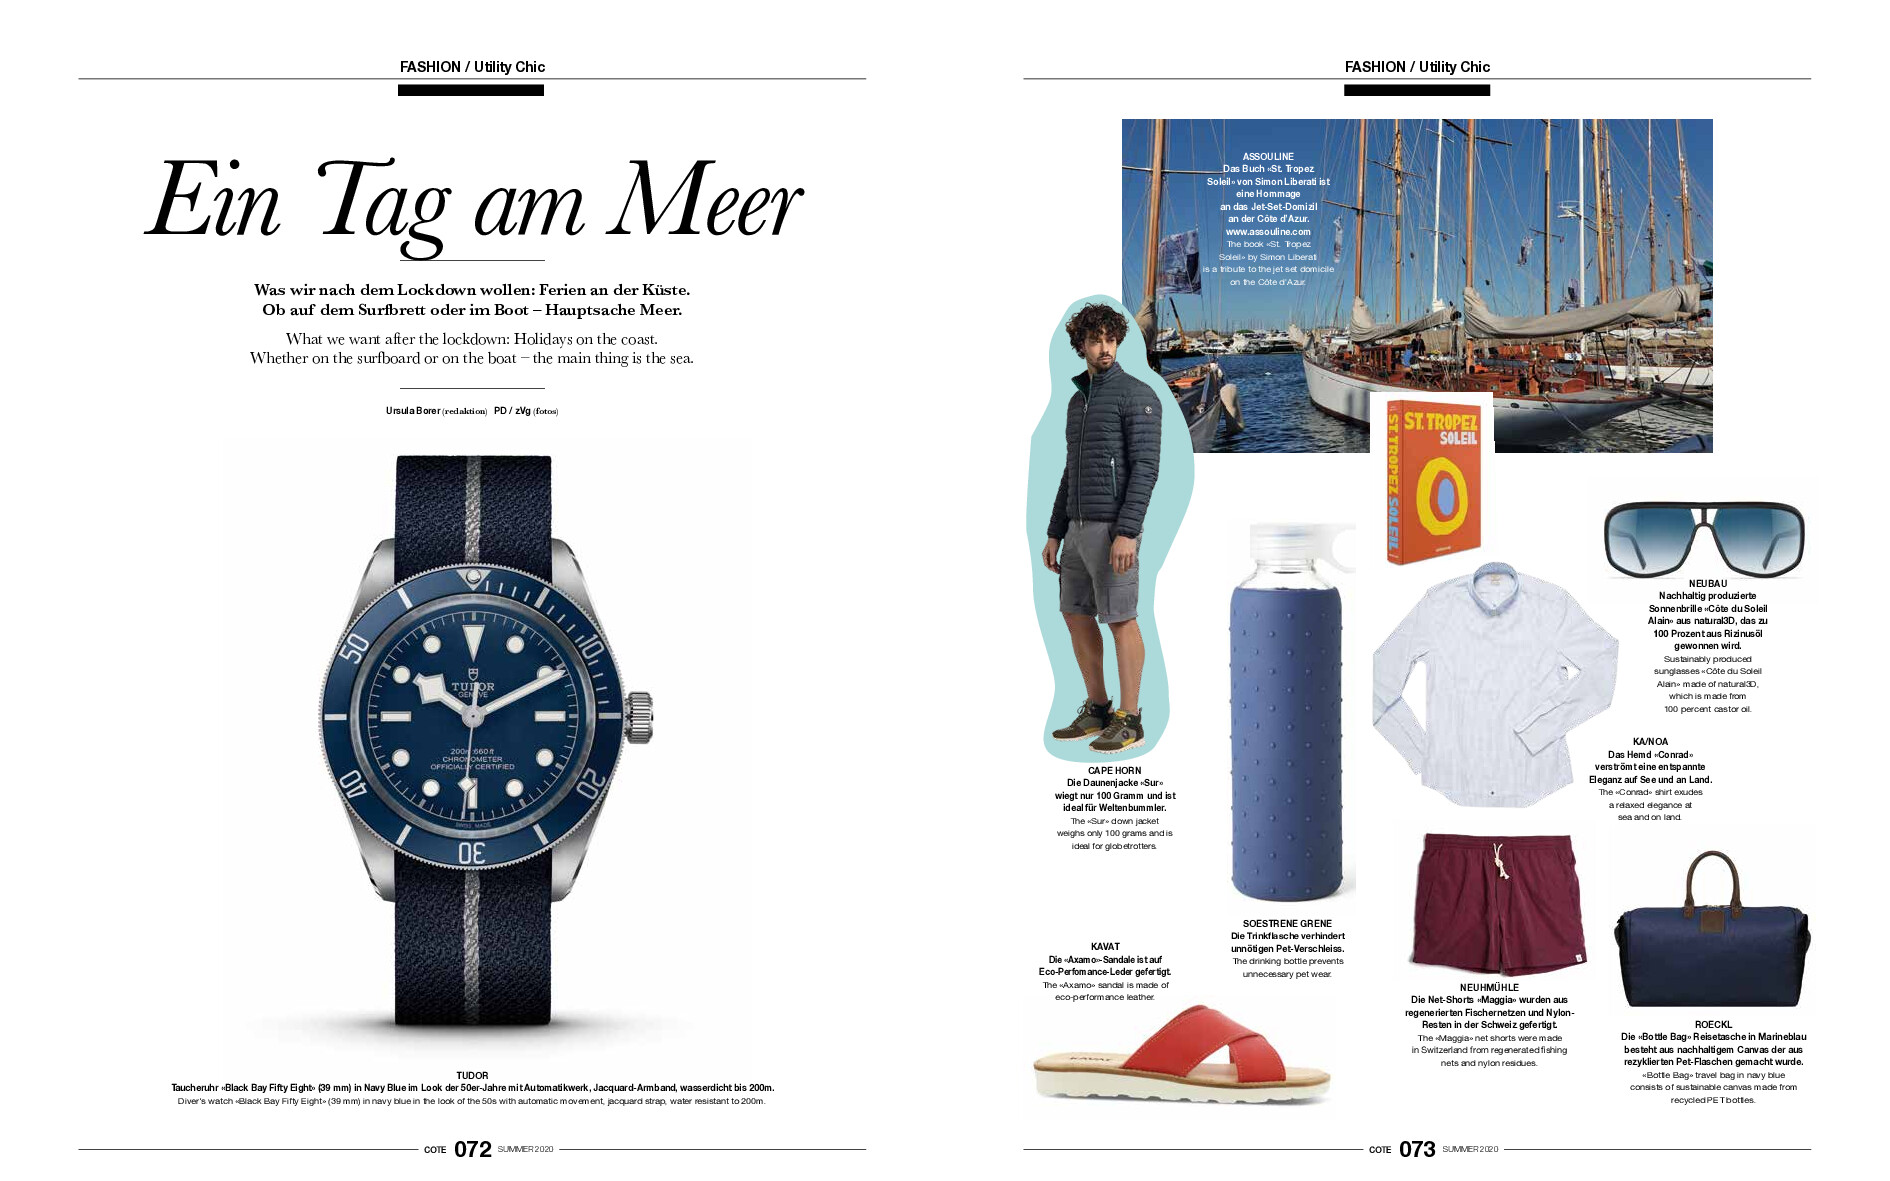 FASHION / Utility Chic
Ein Tag am Meer
Was wir nach dem Lockdown wollen: Ferien an der Küste.
Ob auf dem Surfbrett oder im Boot – Hauptsache Meer.
What we want after the lockdown: Holidays on the coast.
Whether on the surfboard or on the boat – the main thing is the sea.
Ursula Borer (redaktion) PD / zVg (fotos)
50
10
TUDOR
GENEVE
200m:660ft
CHRONOMETER
OFFICIALLY CERTIFIED
40
20
SWISS MADE
30
TUDOR
Taucheruhr «Black Bay Fifty Eight» (39 mm) in Navy Blue im Look der 50er-Jahre mit Automatikwerk, Jacquard-Armband, wasserdicht bis 200m.
Diver's watch «Black Bay Fifty Eight» (39 mm) in navy blue in the look of the 50s with automatic movement, jacquard strap, water resistant to 200m.
COTE 072 SUMMER 2020
FASHION / Utility Chic
ASSOULINE
Das Buch «St. Tropez
Soleil» von Simon Liberati ist
eine Hommage
an das Jet-Set-Domizil
an der Côte d'Azur.
www.assouline.com
The book «St. Tropez
Soleil» by Simon Liberati
is a tribute to the jet set domicile
on the Côte d'Azur.
ST. TROPEZ
SOLEIL
ST. TROPEZ SOLEIL
NEUBAU
Nachhaltig produzierte
Sonnenbrille «Côte du Soleil
Alain» aus natural3D, das zu
100 Prozent aus Rizinusöl
gewonnen wird.
Sustainably produced
sunglasses «Côte du Soleil
Alain» made of natural3D,
which is made from
100 percent castor oil.
KA/NOA
Das Hemd «Conrad»
verströmt eine entspannte
Eleganz auf See und an Land.
The «Conrad» shirt exudes
a relaxed elegance at
sea and on land.
CAPE HORN
Die Daunenjacke «Sur»
wiegt nur 100 Gramm und ist
ideal für Weltenbummler.
The «Sur» down jacket
weighs only 100 grams and is
ideal for globetrotters.
SOESTRENE GRENE
Die Trinkflasche verhindert
unnötigen Pet-Verschleiss.
The drinking bottle prevents
unnecessary pet wear.
KAVAT
Die «Axamo»-Sandale ist auf
Eco-Perfomance-Leder gefertigt.
The «Axamo» sandal is made of
eco-performance leather.
KAVAT
NEUHMÜHLE
Die Net-Shorts «Maggia» wurden aus
regenerierten Fischernetzen und Nylon-
Resten in der Schweiz gefertigt.
The «Maggia» net shorts were made
in Switzerland from regenerated fishing
nets and nylon residues.
ROECKL
Die «Bottle Bag» Reisetasche in Marineblau
besteht aus nachhaltigem Canvas der aus
rezyklierten Pet-Flaschen gemacht wurde.
«Bottle Bag» travel bag in navy blue
consists of sustainable canvas made from
recycled PET bottles.
COTE 073 SUMMER 2020